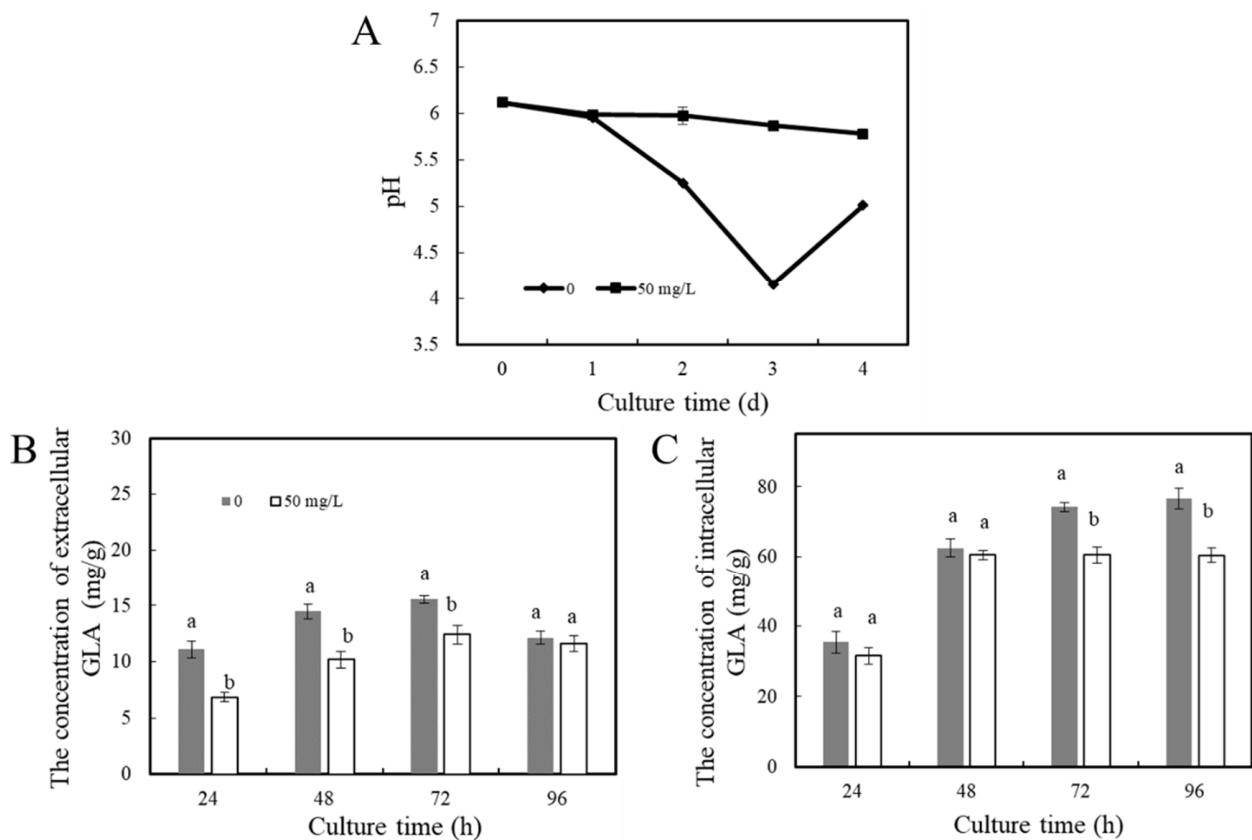 A
7
6.5
6
5.5
5
4.5
4
3.5
pH
0 50 mg/L
0 1 2 3 4
Culture time (d)
B
The concentration of extracellular
GLA (mg/g)
30
25
20
15
10
5
0
0 50 mg/L
a b a b a b a a
24 48 72 96
Culture time (h)
C
The concentration of intracellular
GLA (mg/g)
80
60
40
20
0
a a a a a b a b
24 48 72 96
Culture time (h)